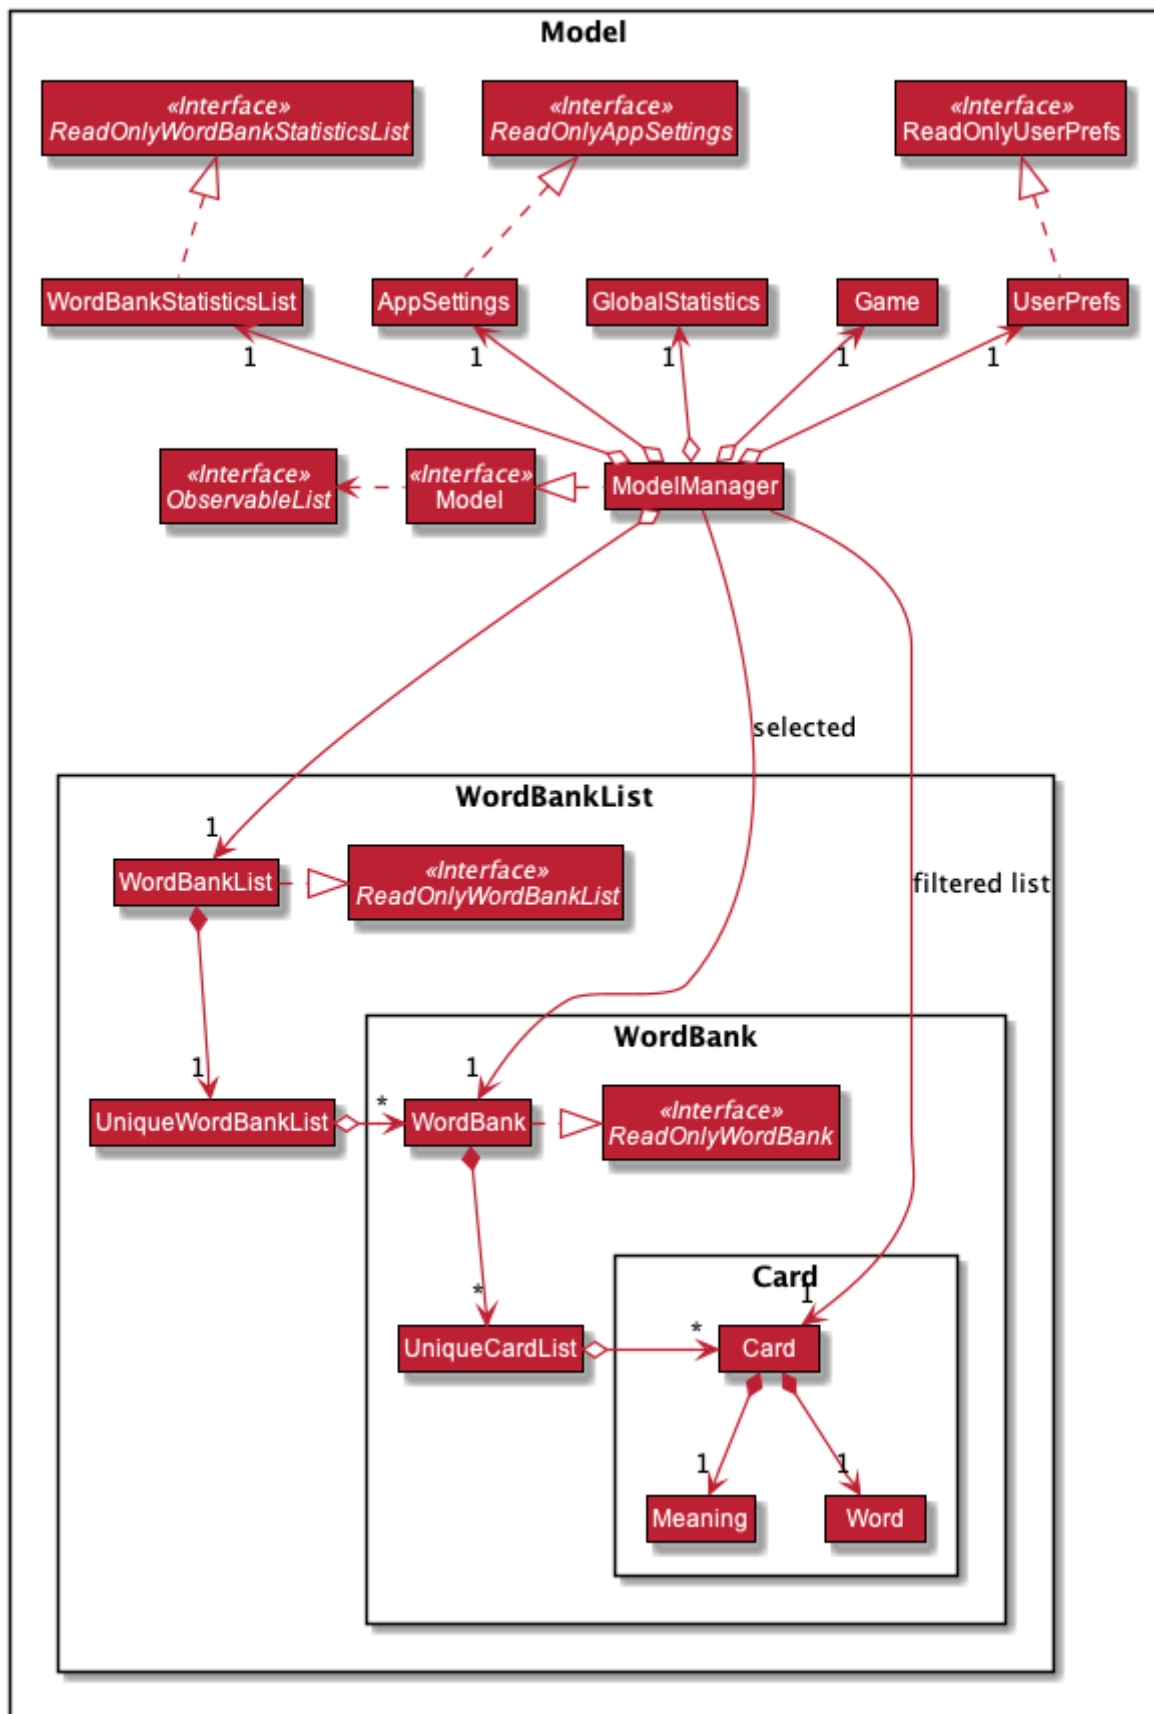 Model
«Interface»
ReadOnlyWordBankStatisticsList
«Interface»
ReadOnlyAppSettings
«Interface»
ReadOnlyUserPrefs
WordBankStatisticsList
AppSettings
GlobalStatistics
Game
UserPrefs
1
1
1
1
1
«Interface»
ObservableList
«Interface»
Model
ModelManager
selected
WordBankList
1
WordBankList
«Interface»
ReadOnlyWordBankList
filtered list
WordBank
1
1
UniqueWordBankList
*
WordBank
«Interface»
ReadOnlyWordBank
Card
*
1
UniqueCardList
*
Card
1
1
Meaning
Word